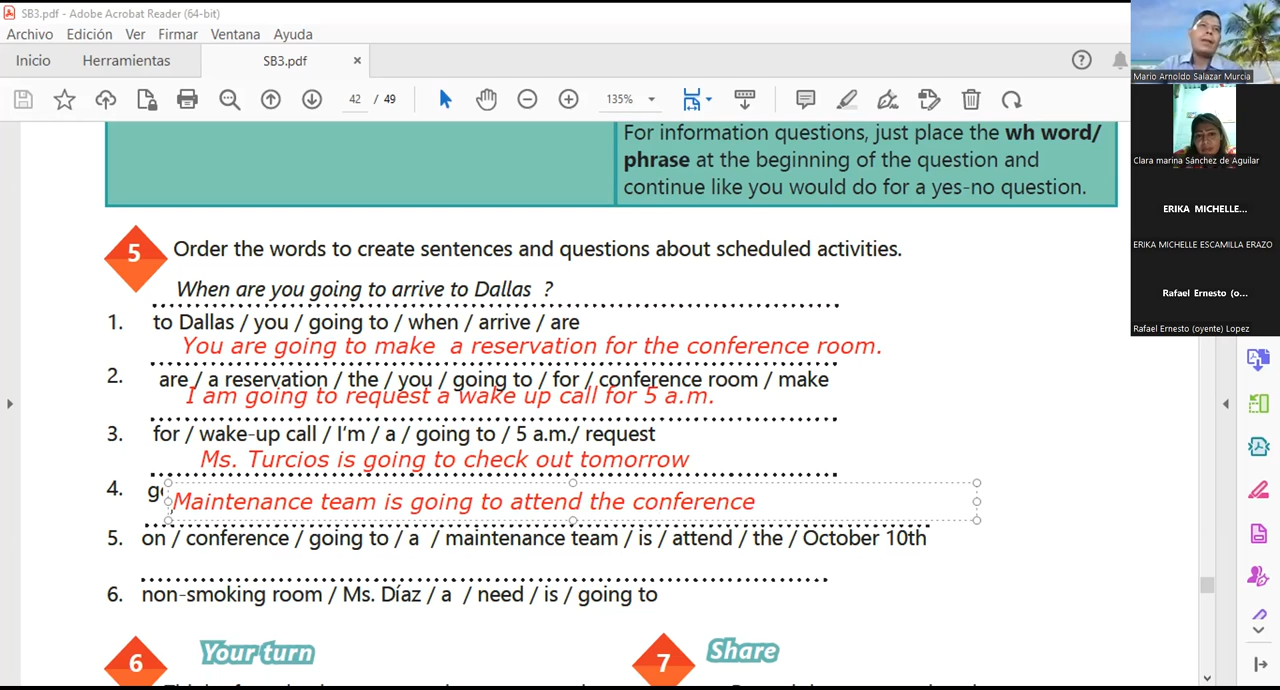 SB3.pdf - Adobe Acrobat Reader (64-bit)
Archivo Edición Ver Firmar Ventana Ayuda
Inicio Herramientas SB3.pdf ×
42 / 49 135%
For information questions, just place the wh word/
phrase at the beginning of the question and
continue like you would do for a yes-no question.
5 Order the words to create sentences and questions about scheduled activities.
When are you going to arrive to Dallas ?
1. to Dallas / you / going to / when / arrive / are
You are going to make a reservation for the conference room.
2. are / a reservation / the / you / going to / for / conference room / make
I am going to request a wake up call for 5 a.m.
3. for / wake-up call / I'm / a / going to / 5 a.m./ request
Ms. Turcios is going to check out tomorrow
4.
Maintenance team is going to attend the conference
5. on / conference / going to / a / maintenance team / is / attend / the / October 10th
6. non-smoking room / Ms. Díaz / a / need / is / going to
6 Your turn
7 Share
Mario Arnoldo Salazar Murcia
Clara marina Sánchez de Aguilar
ERIKA MICHELLE...
ERIKA MICHELLE ESCAMILLA ERAZO
Rafael Ernesto (o...
Rafael Ernesto (oyente) Lopez